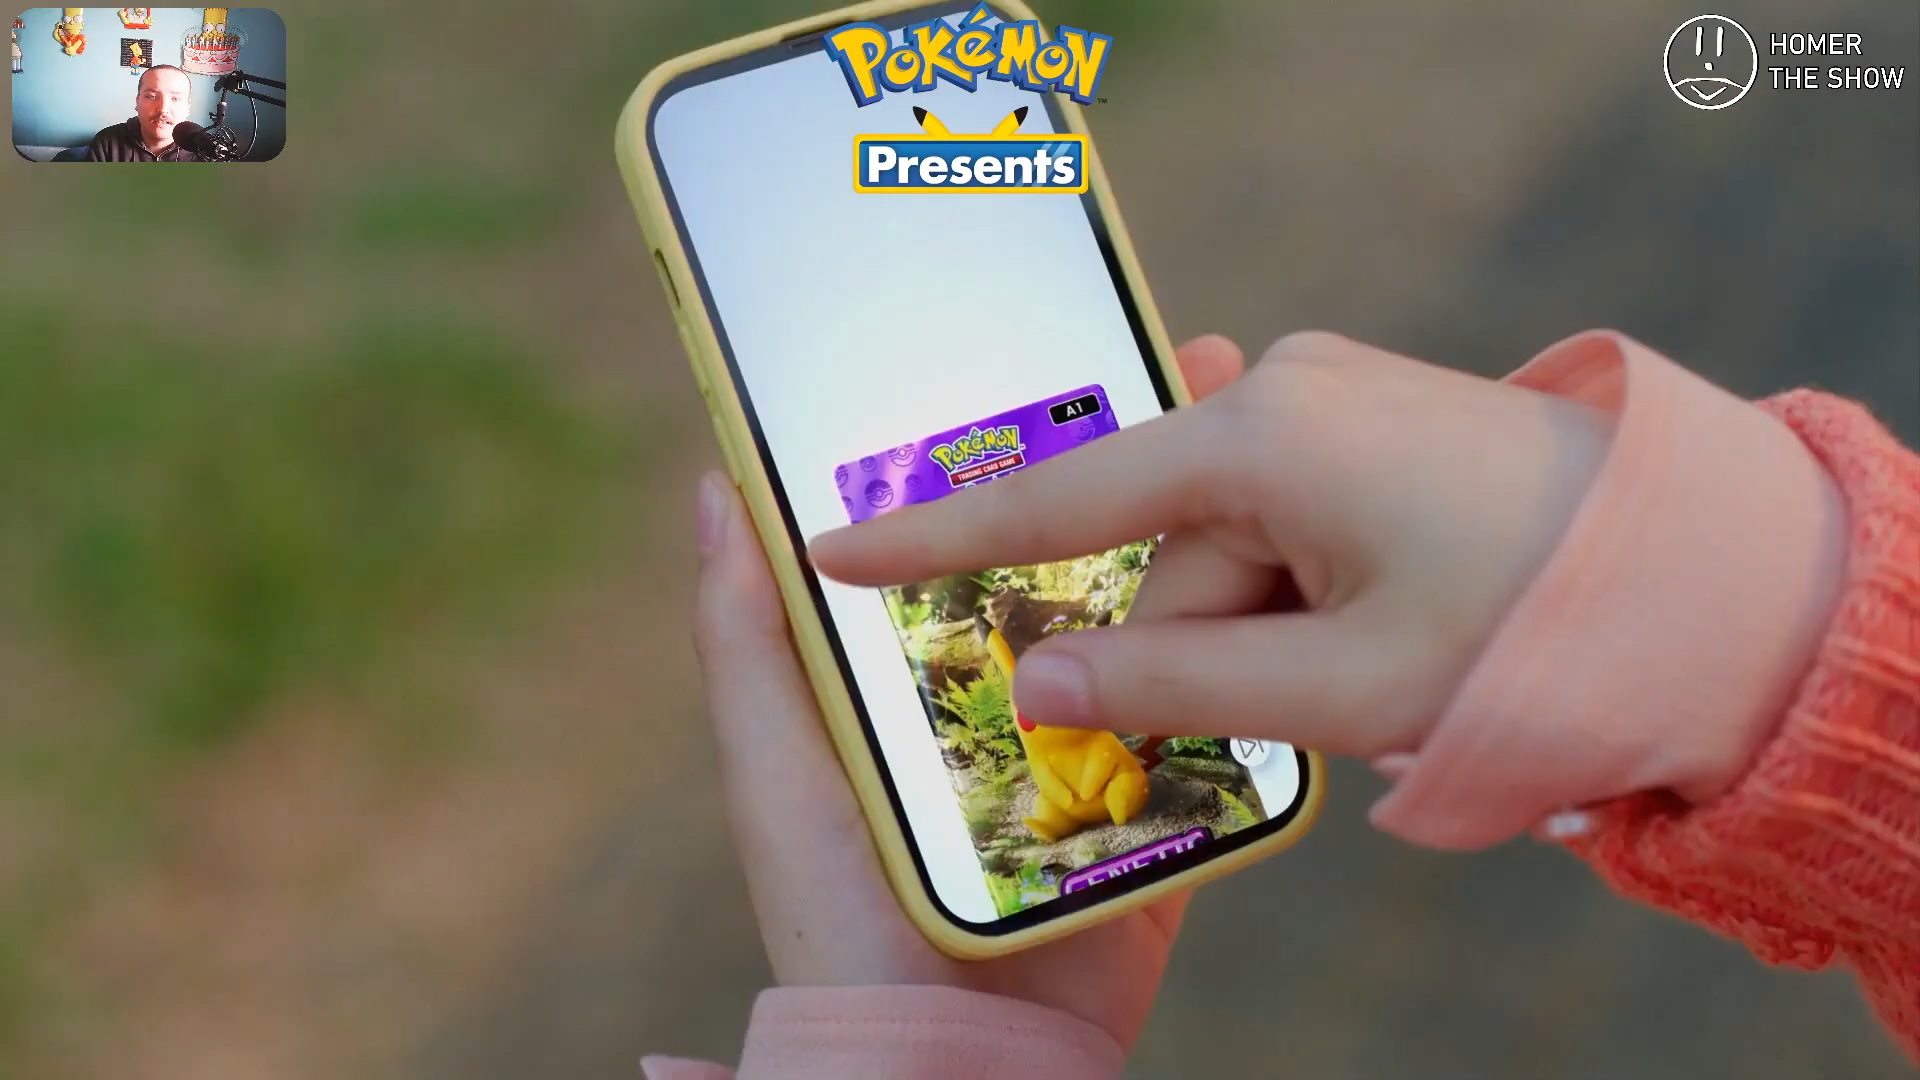 POKéMON
Presents
HOMER
THE SHOW
A1
POKéMON
TRADING CARD GAME